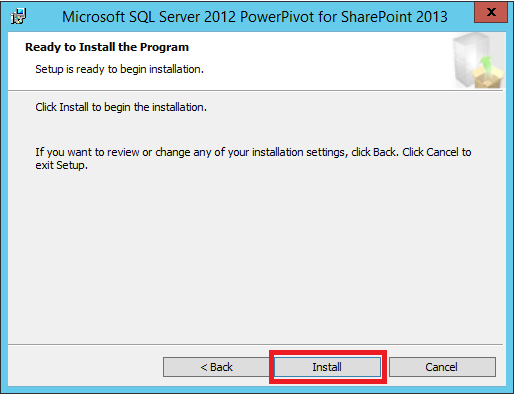 Microsoft SQL Server 2012 PowerPivot for SharePoint 2013
x
Ready to Install the Program
Setup is ready to begin installation.
Click Install to begin the installation.
If you want to review or change any of your installation settings, click Back. Click Cancel to
exit Setup.
< Back
Install
Cancel